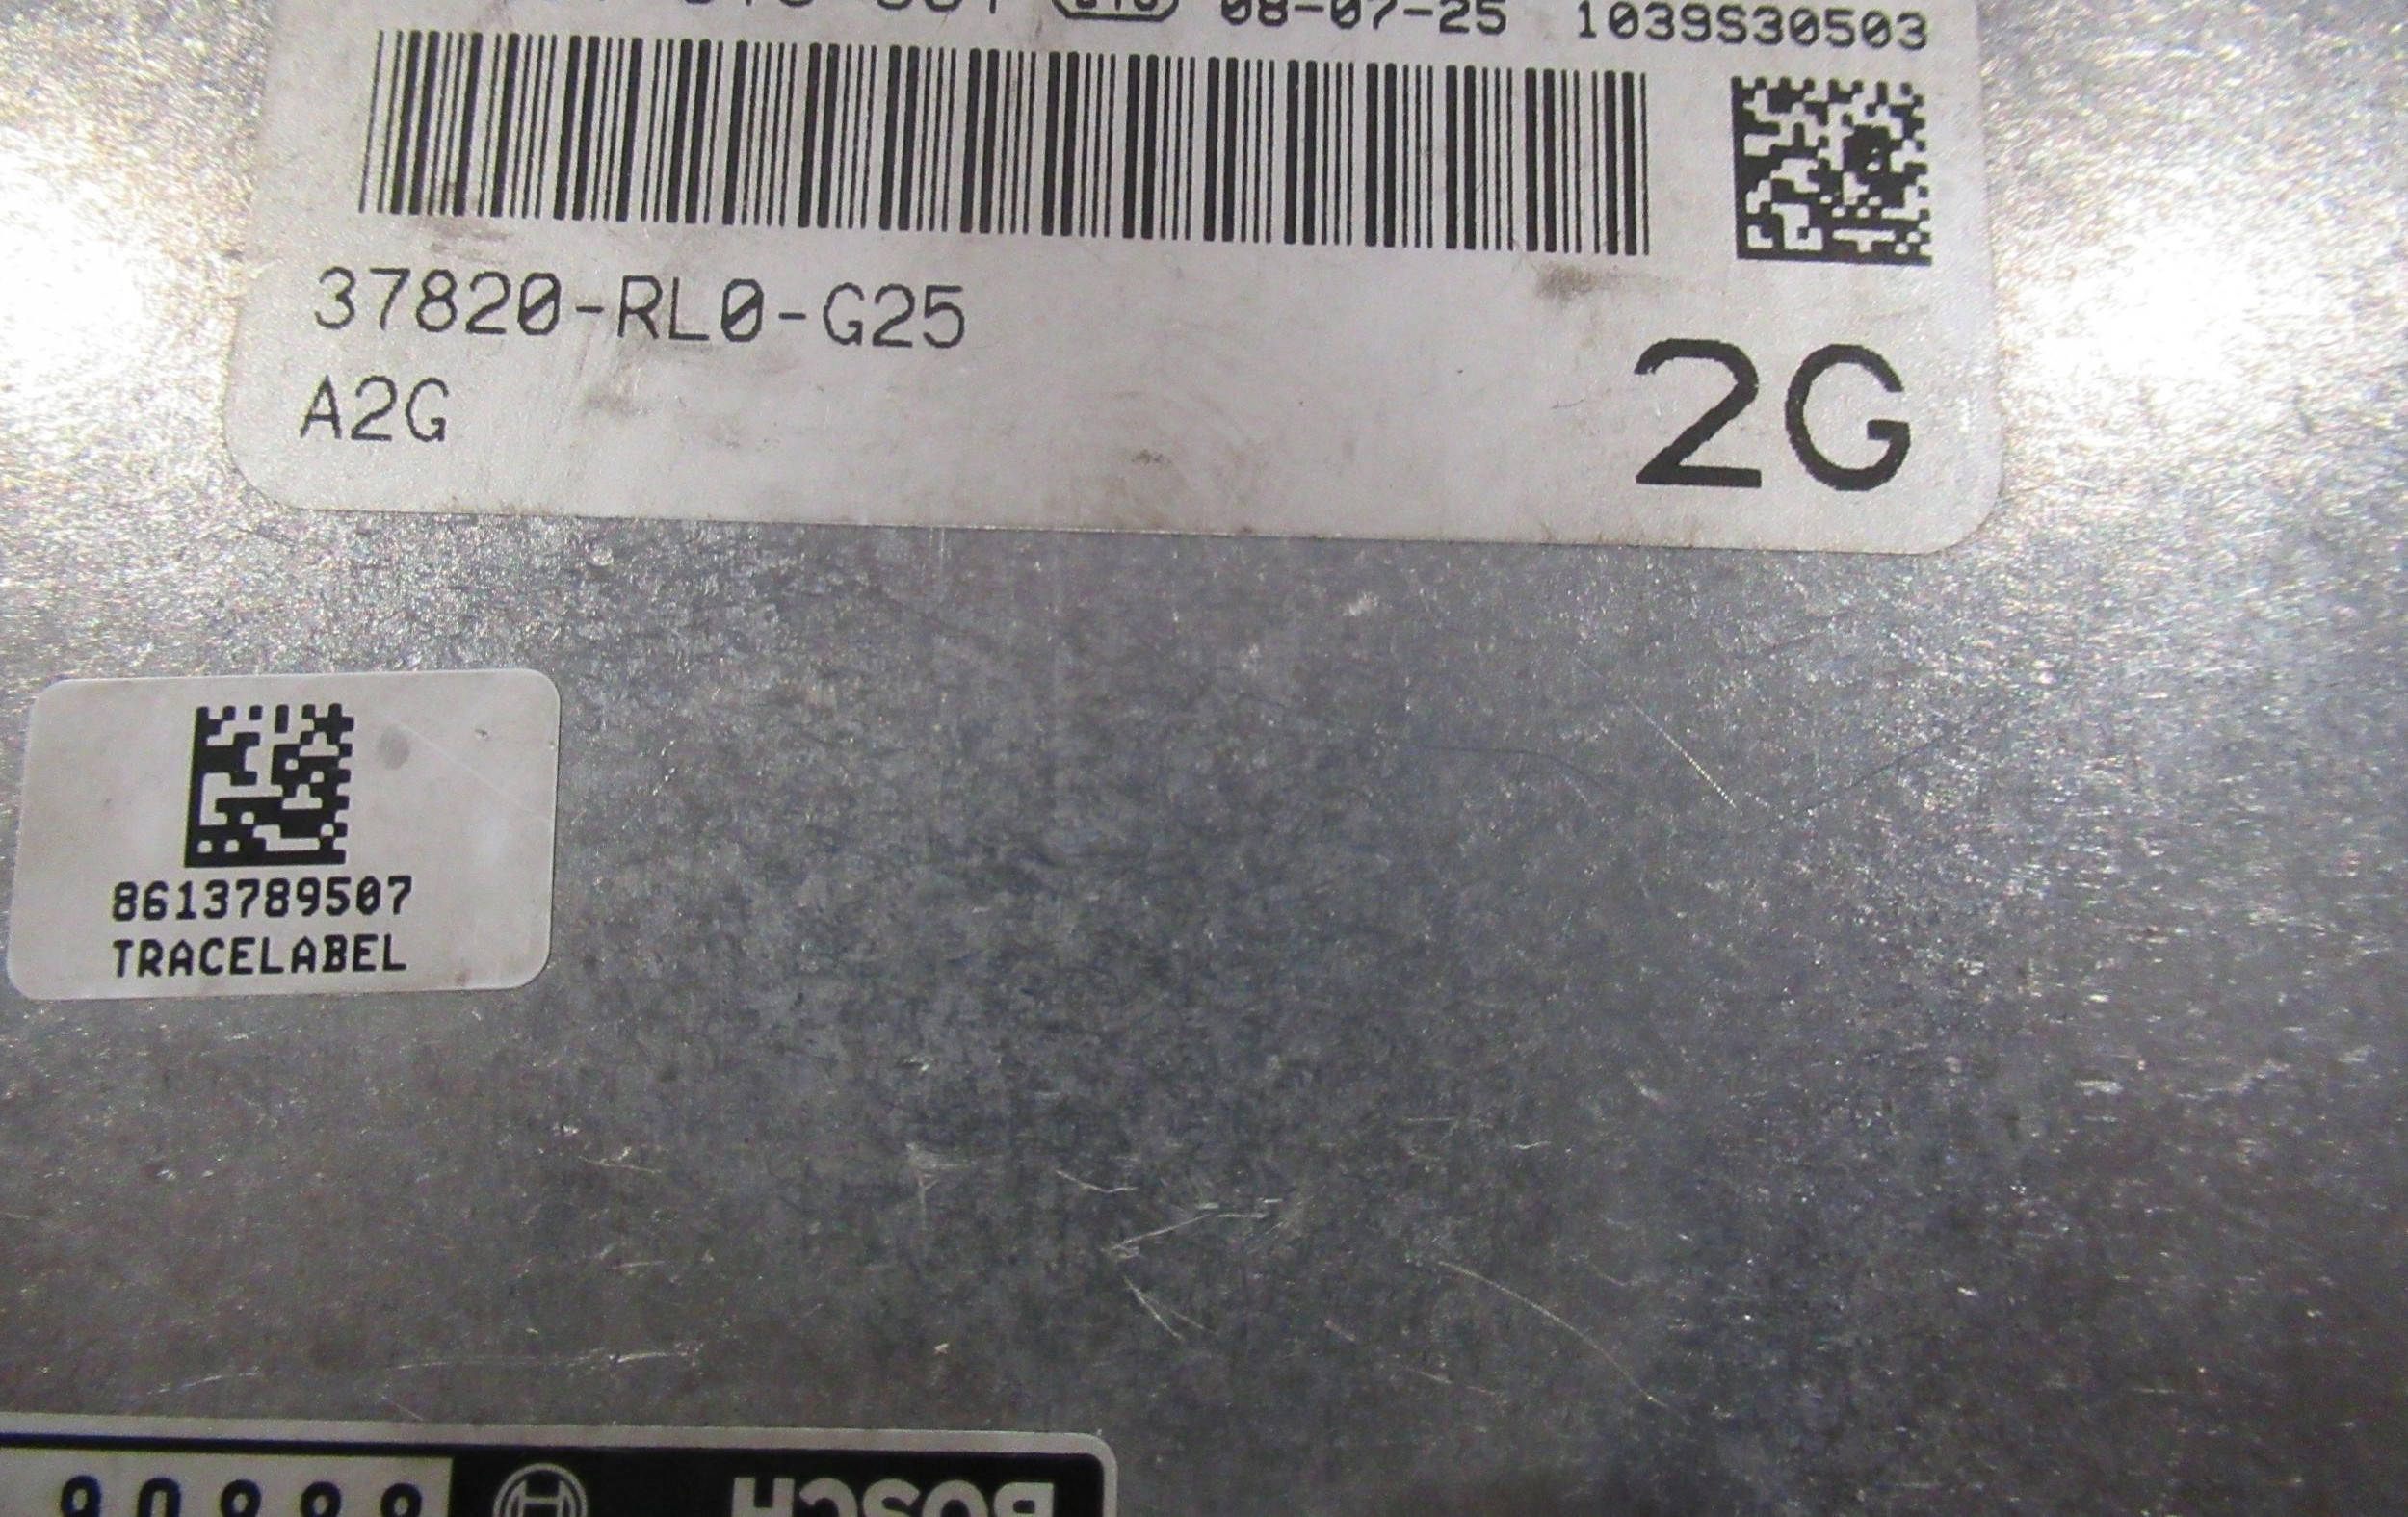 08-07-25 1039S30503
37820-RL0-G25
A2G
2G
8613789507
TRACELABEL
BOSCH